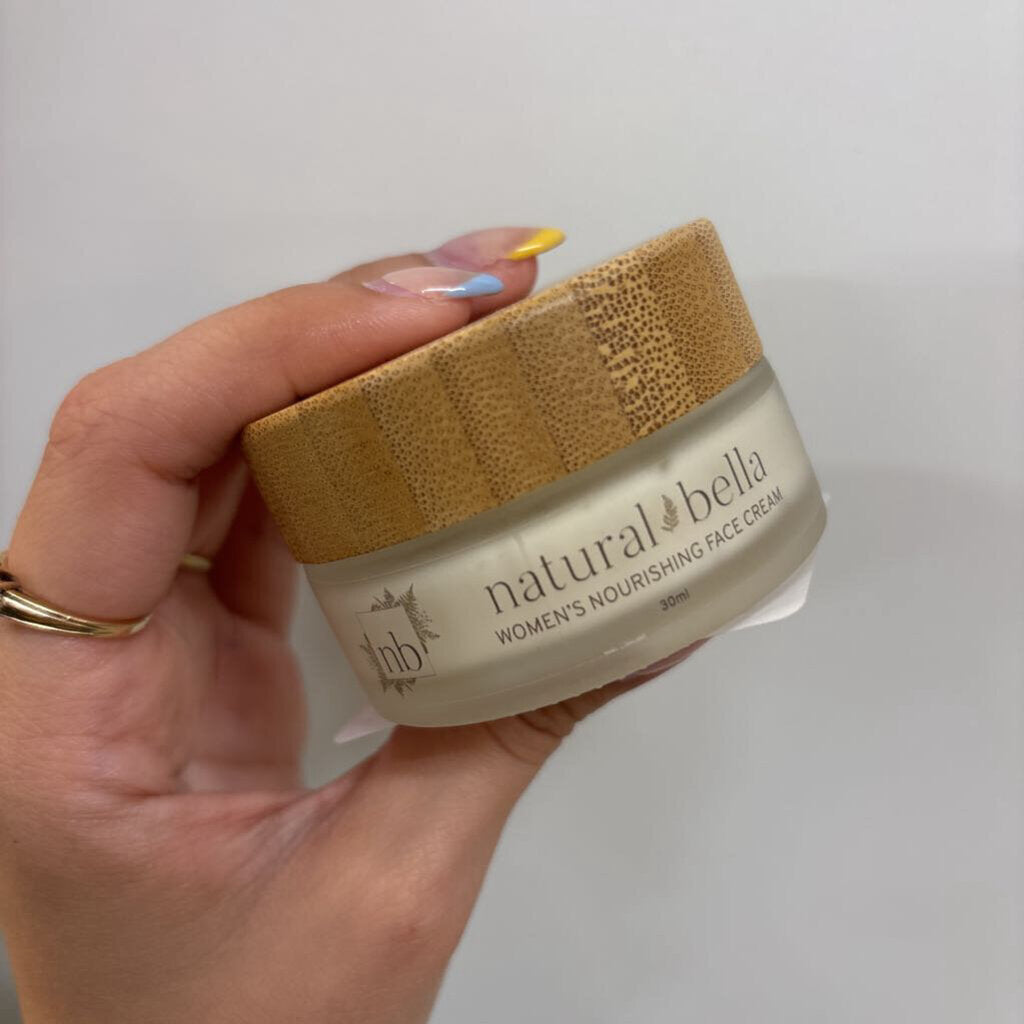 natural bella
WOMEN'S NOURISHING FACE CREAM
30ml
nb